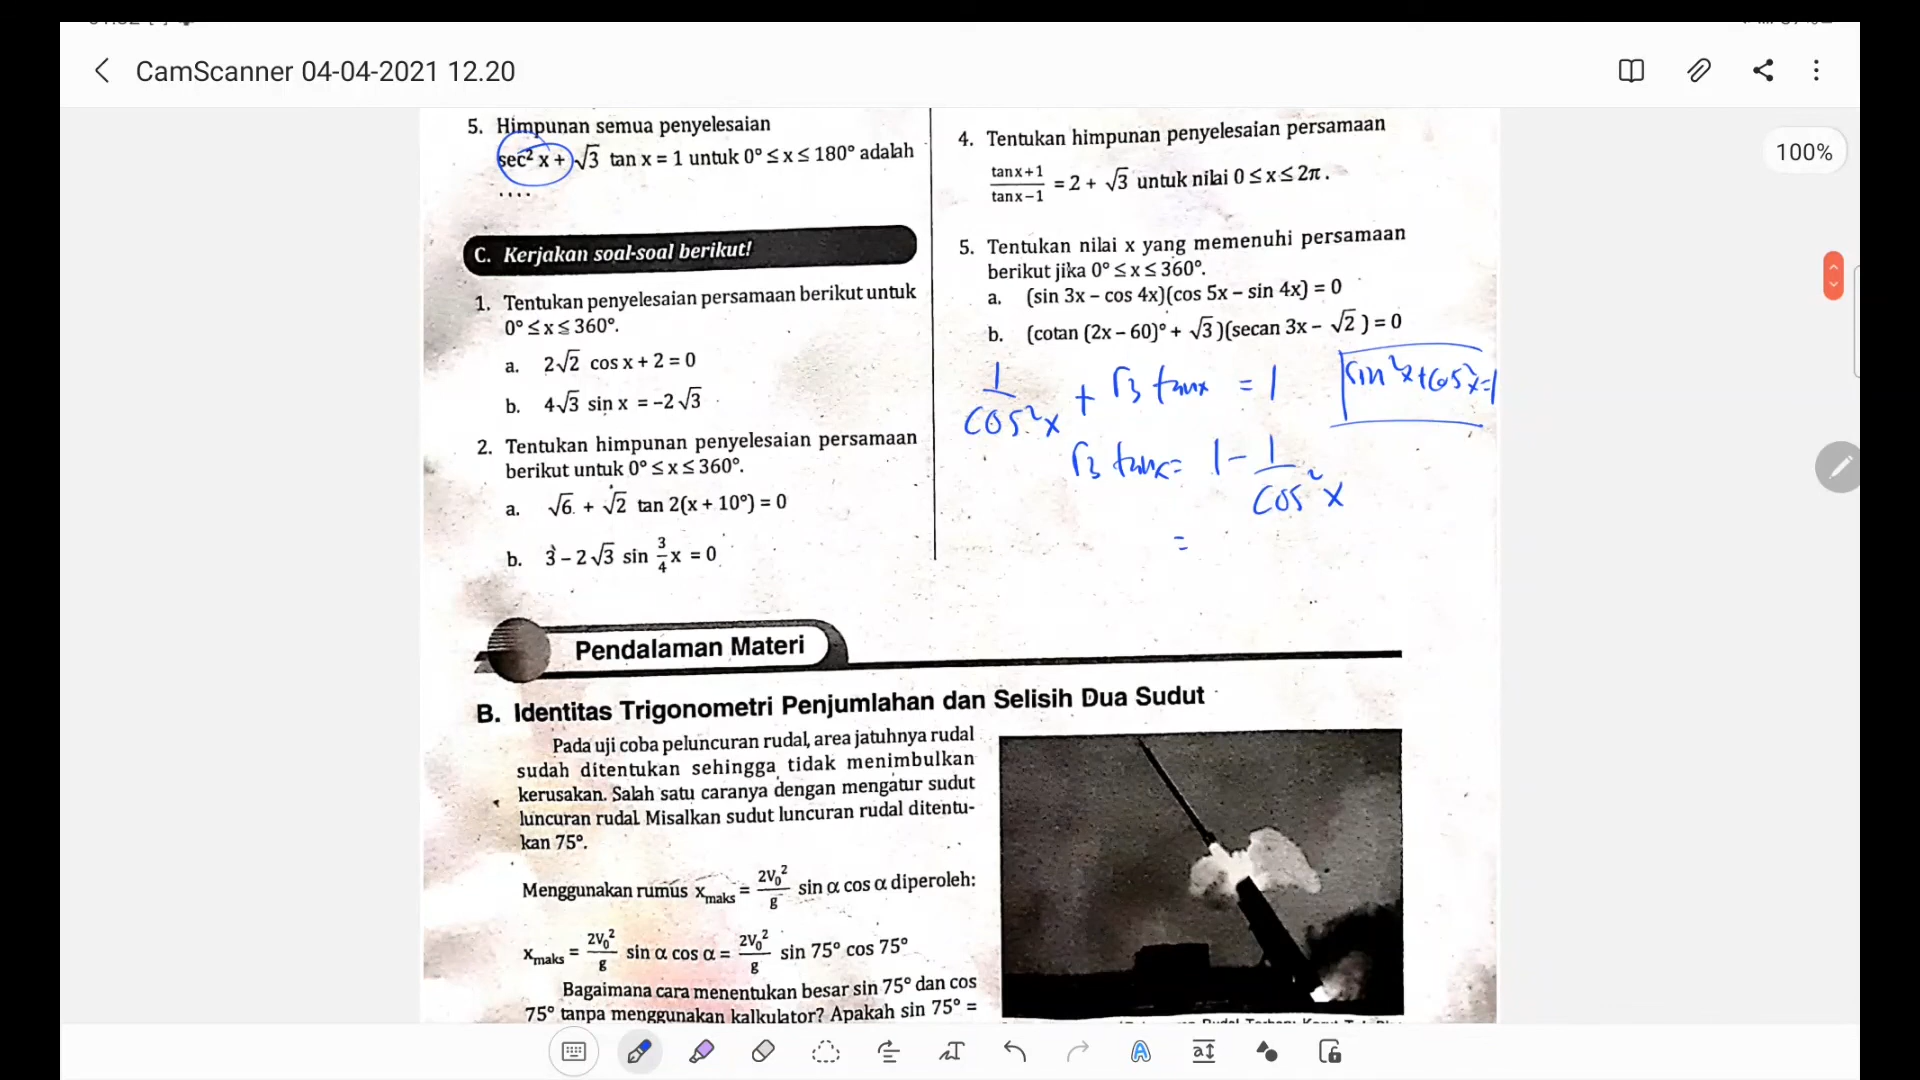 CamScanner 04-04-2021 12.20
100%
5. Himpunan semua penyelesaian
sec² x + √3 tan x = 1 untuk 0° ≤ x ≤ 180° adalah
....
C. Kerjakan soal-soal berikut!
1. Tentukan penyelesaian persamaan berikut untuk
0° ≤ x ≤ 360°.
a. 2√2 cos x + 2 = 0
b. 4√3 sin x = -2√3
2. Tentukan himpunan penyelesaian persamaan
berikut untuk 0° ≤ x ≤ 360°.
a. √6 + √2 tan 2(x + 10°) = 0
b. 3 - 2√3 sin 3/4 x = 0
4. Tentukan himpunan penyelesaian persamaan
tan x + 1 / tan x - 1 = 2 + √3 untuk nilai 0 ≤ x ≤ 2π.
5. Tentukan nilai x yang memenuhi persamaan
berikut jika 0° ≤ x ≤ 360°.
a. (sin 3x - cos 4x)(cos 5x - sin 4x) = 0
b. (cotan (2x - 60)° + √3)(secan 3x - √2) = 0
1/cos²x + √3 tan x = 1
sin²x + cos²x = 1
√3 tan x = 1 - 1/cos²x
=
Pendalaman Materi
B. Identitas Trigonometri Penjumlahan dan Selisih Dua Sudut
Pada uji coba peluncuran rudal, area jatuhnya rudal
sudah ditentukan sehingga tidak menimbulkan
kerusakan. Salah satu caranya dengan mengatur sudut
luncuran rudal. Misalkan sudut luncuran rudal ditentu-
kan 75°.
Menggunakan rumus xmaks = 2V₀²/g sin α cos α diperoleh:
xmaks = 2V₀²/g sin α cos α = 2V₀²/g sin 75° cos 75°
Bagaimana cara menentukan besar sin 75° dan cos
75° tanpa menggunakan kalkulator? Apakah sin 75° =